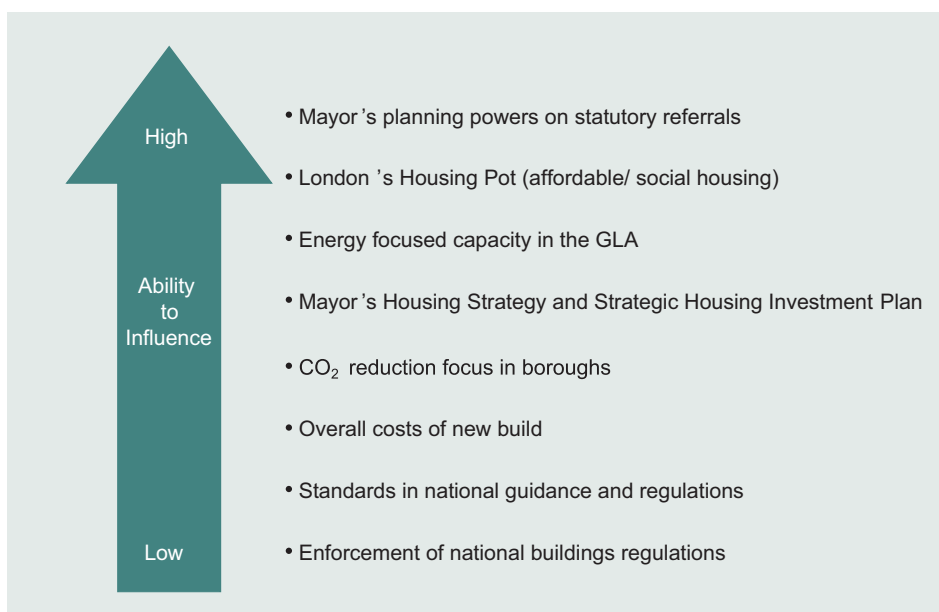 High
• Mayor's planning powers on statutory referrals
• London's Housing Pot (affordable/ social housing)
• Energy focused capacity in the GLA
Ability
to
Influence
• Mayor's Housing Strategy and Strategic Housing Investment Plan
• CO₂ reduction focus in boroughs
• Overall costs of new build
• Standards in national guidance and regulations
Low
• Enforcement of national buildings regulations